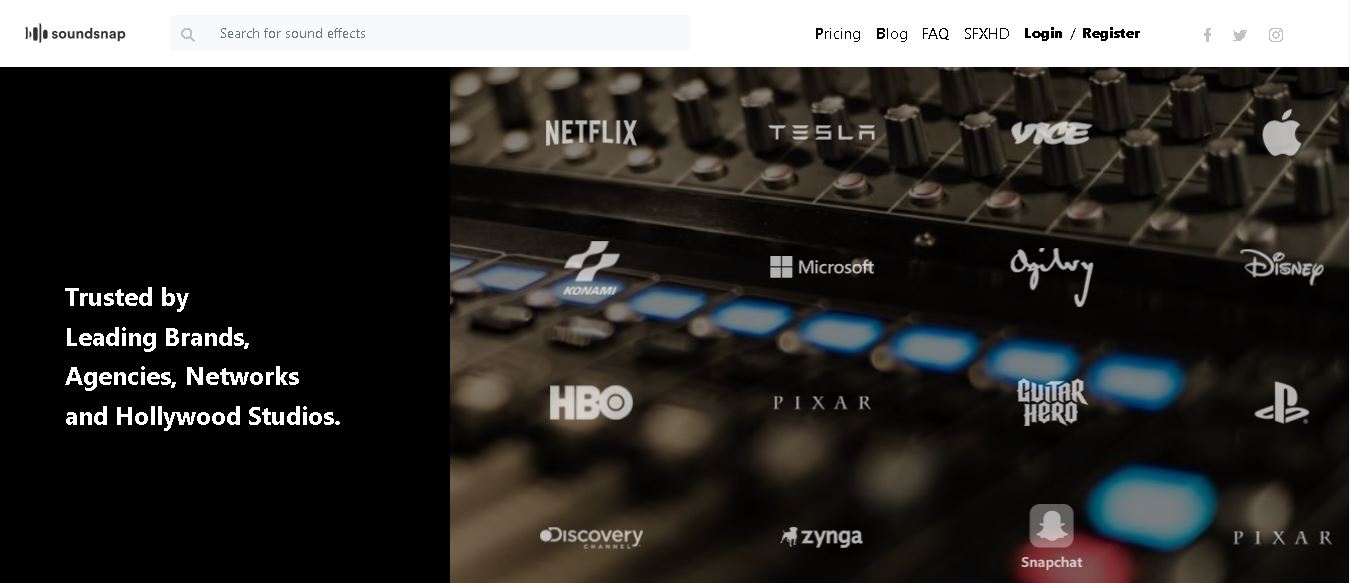 soundsnap
Search for sound effects
Pricing Blog FAQ SFXHD Login / Register
Trusted by
Leading Brands,
Agencies, Networks
and Hollywood Studios.
NETFLIX TESLA VICE
KONAMI Microsoft Ogilvy Disney
HBO PIXAR GUITAR HERO
Discovery CHANNEL zynga Snapchat PIXAR